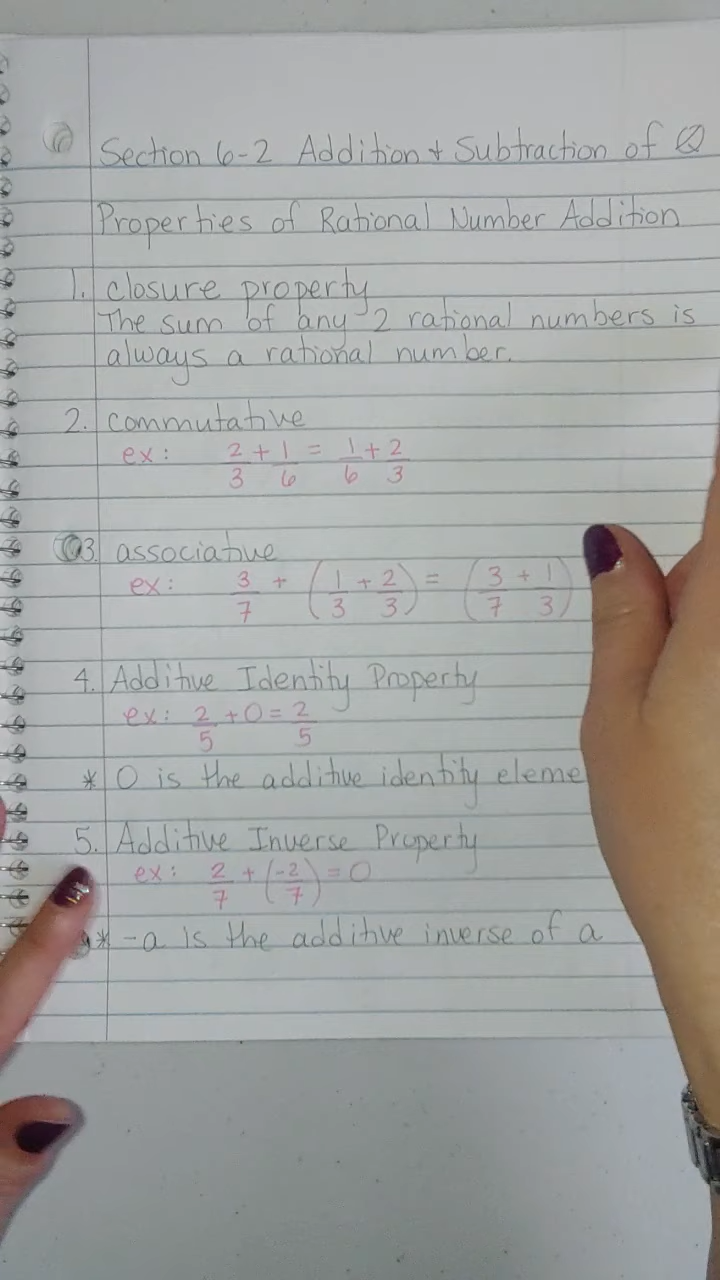 Section 6-2 Addition + Subtraction of Q
Properties of Rational Number Addition
1. closure property
The sum of any 2 rational numbers is
always a rational number.
2. commutative
ex: 2/3 + 1/6 = 1/6 + 2/3
3. associative
ex: 3/7 + (1/3 + 2/3) = (3/7 + 1/3)
4. Additive Identity Property
ex: 2/5 + 0 = 2/5
* 0 is the additive identity eleme
5. Additive Inverse Property
ex: 2/7 + (-2/7) = 0
* -a is the additive inverse of a